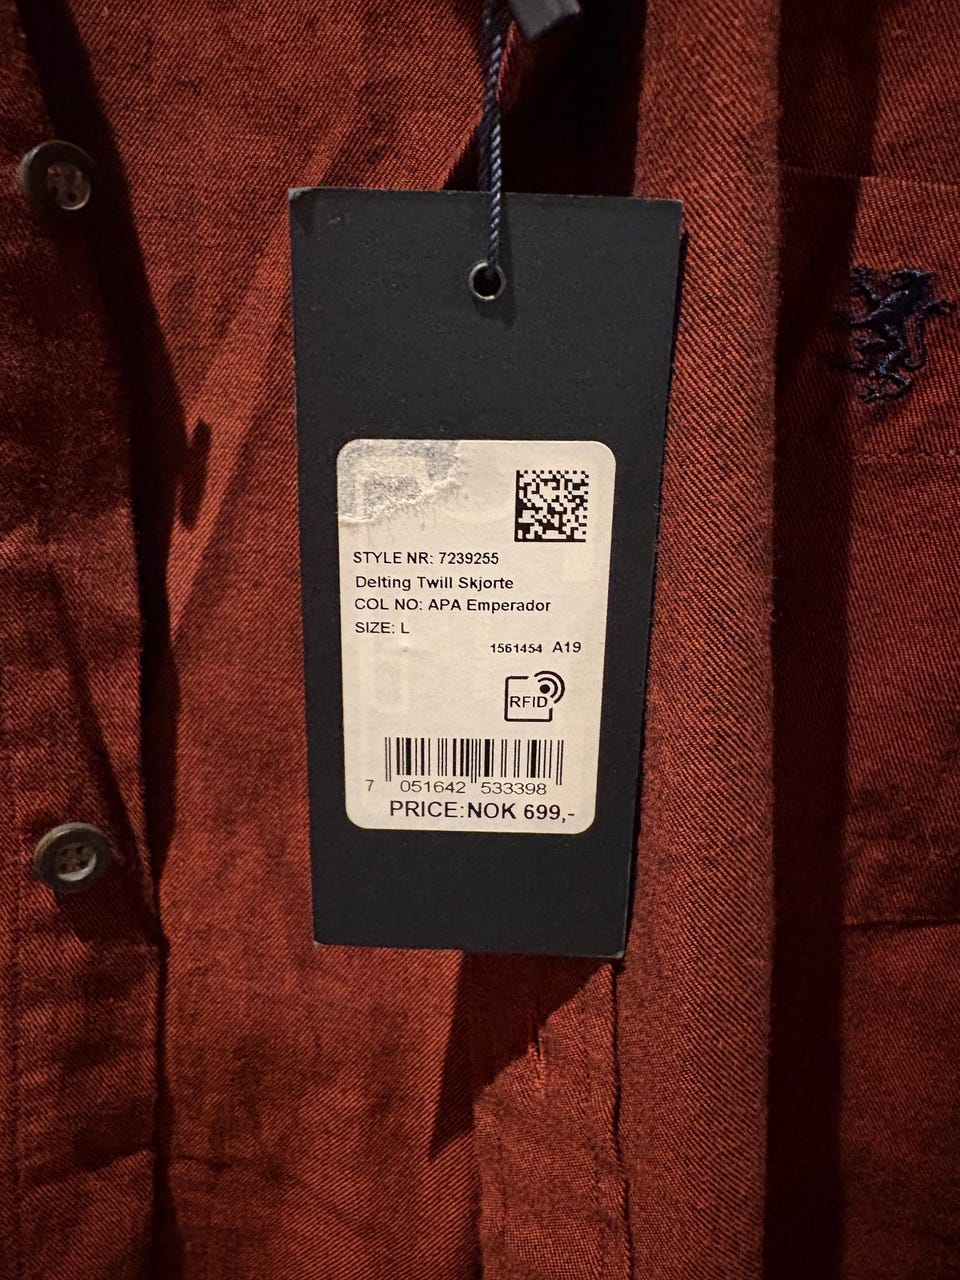 STYLE NR: 7239255
Delting Twill Skjorte
COL NO: APA Emperador
SIZE: L
1561454 A19
RFID
7 051642 533398
PRICE:NOK 699,-